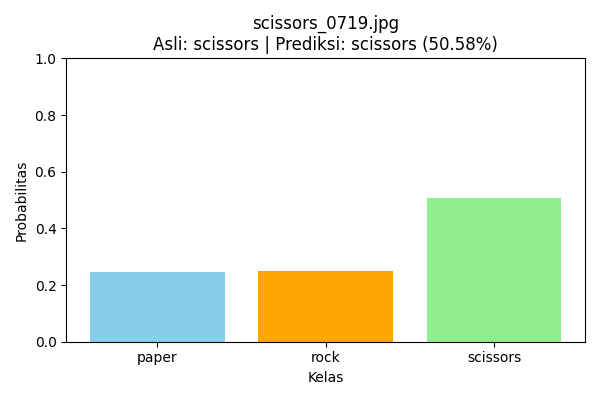 scissors_0719.jpg
Asli: scissors | Prediksi: scissors (50.58%)
1.0
0.8
0.6
0.4
0.2
0.0
Probabilitas
paper rock scissors
Kelas